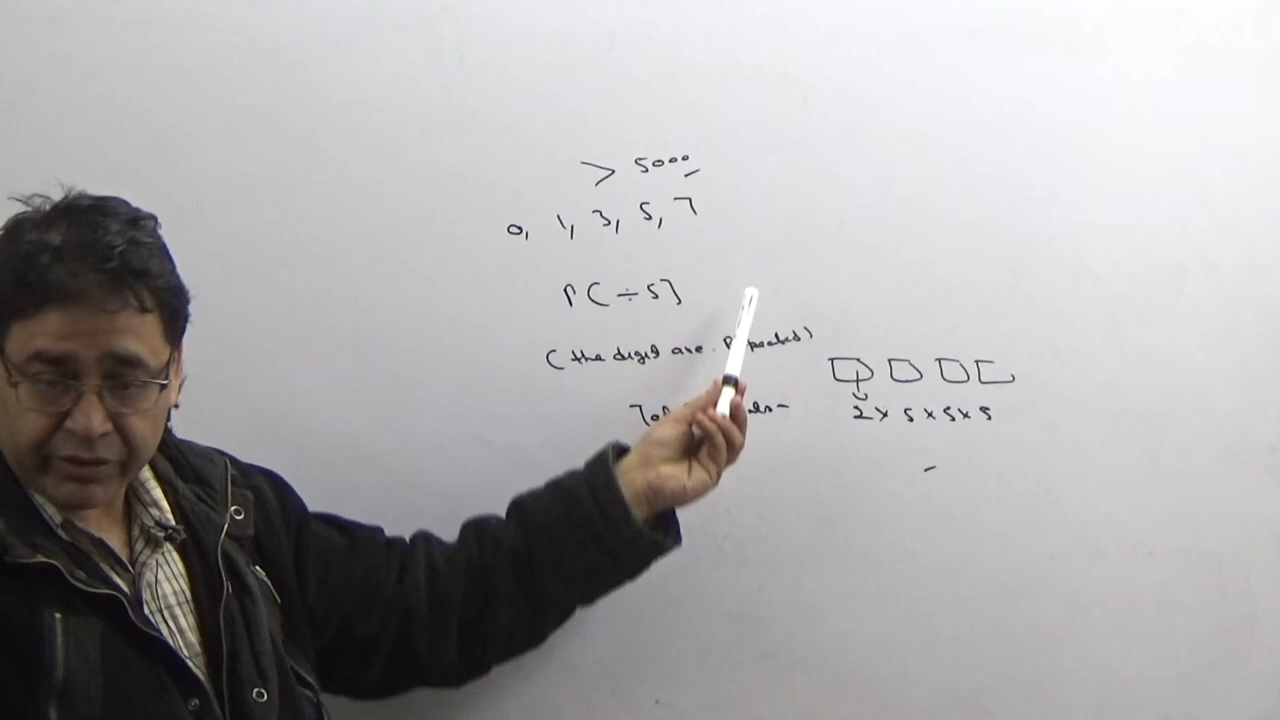 > 5000
0, 1, 3, 5, 7
P(÷5)
(the digit are repeated)
2 × 5 × 5 × 5